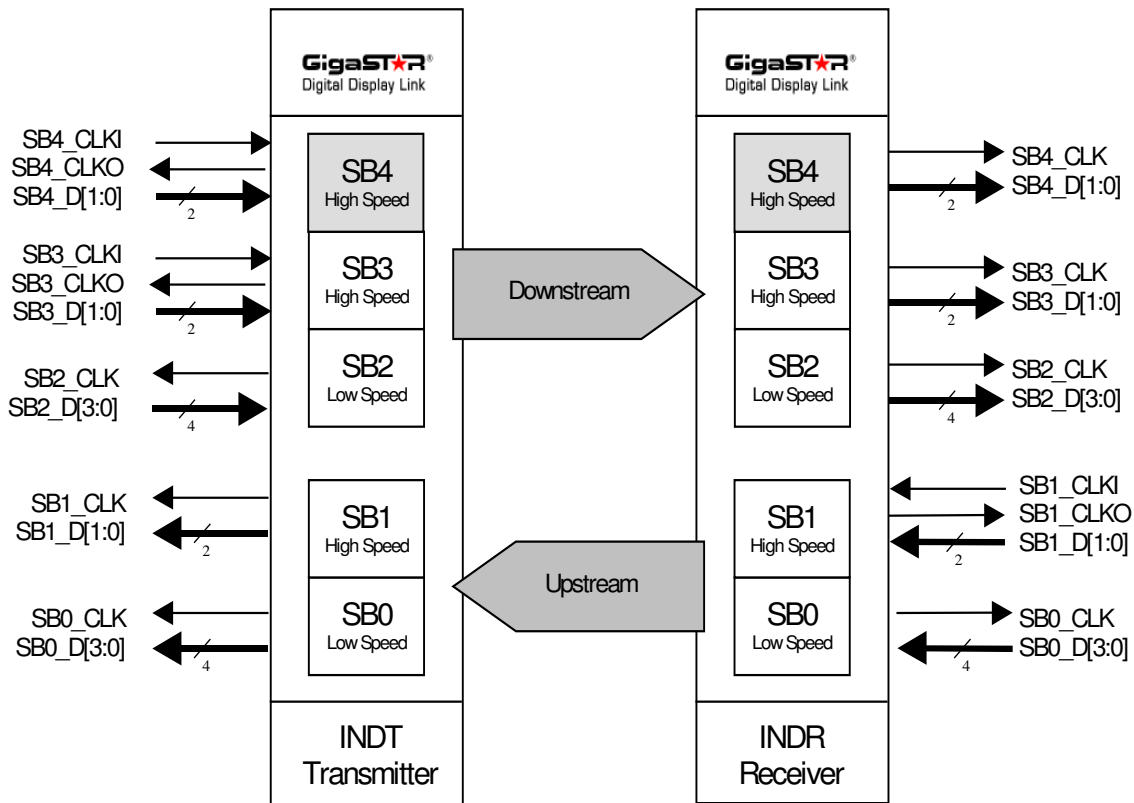 GigaSTAR®
Digital Display Link
GigaSTAR®
Digital Display Link
SB4_CLKI
SB4_CLKO
SB4_D[1:0]
2
SB3_CLKI
SB3_CLKO
SB3_D[1:0]
2
SB2_CLK
SB2_D[3:0]
4
SB1_CLK
SB1_D[1:0]
2
SB0_CLK
SB0_D[3:0]
4
SB4
High Speed
SB3
High Speed
SB2
Low Speed
SB1
High Speed
SB0
Low Speed
INDT
Transmitter
Downstream
Upstream
SB4
High Speed
SB3
High Speed
SB2
Low Speed
SB1
High Speed
SB0
Low Speed
INDR
Receiver
SB4_CLK
SB4_D[1:0]
2
SB3_CLK
SB3_D[1:0]
2
SB2_CLK
SB2_D[3:0]
4
SB1_CLKI
SB1_CLKO
SB1_D[1:0]
2
SB0_CLK
SB0_D[3:0]
4